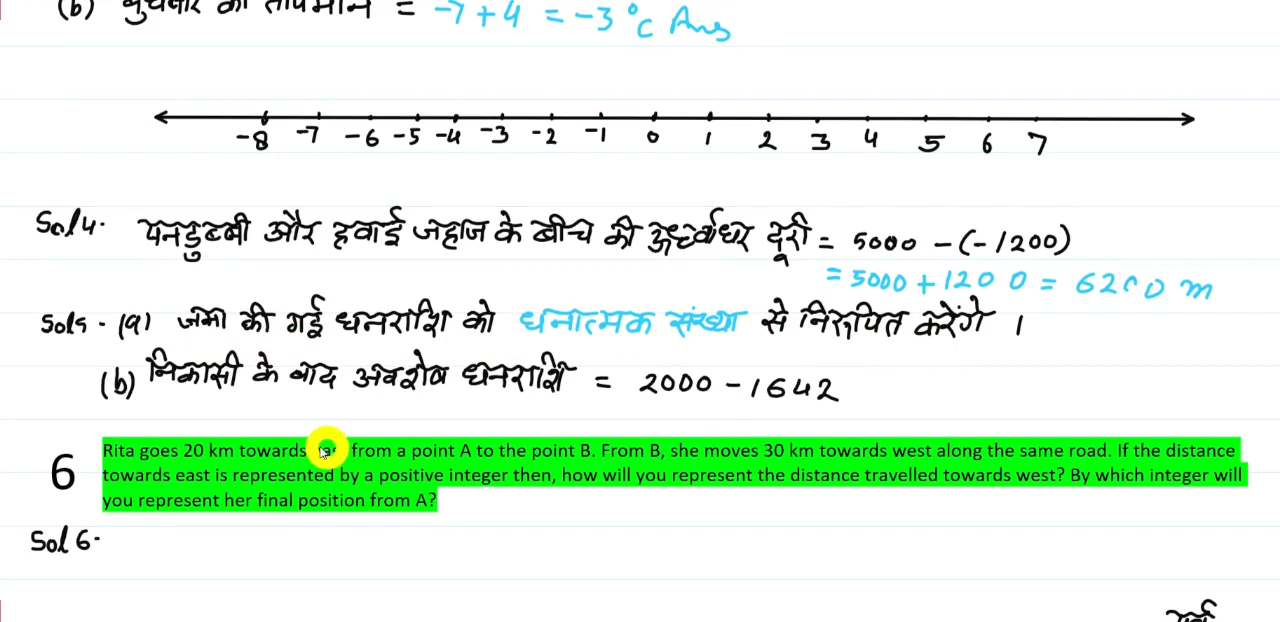 (b) बुधवार का तापमान = -7 + 4 = -3 °C Ans
-8 -7 -6 -5 -4 -3 -2 -1 0 1 2 3 4 5 6 7
Sol 4. पनडुब्बी और हवाई जहाज के बीच की ऊर्ध्वाधर दूरी = 5000 - (-1200)
= 5000 + 1200 = 6200 m
Sol 5 - (a) जमा की गई धनराशि को धनात्मक संख्या से निरूपित करेंगे ।
(b) निकासी के बाद अवशेष धनराशि = 2000 - 1642
6 Rita goes 20 km towards from a point A to the point B. From B, she moves 30 km towards west along the same road. If the distance
towards east is represented by a positive integer then, how will you represent the distance travelled towards west? By which integer will
you represent her final position from A?
Sol 6.